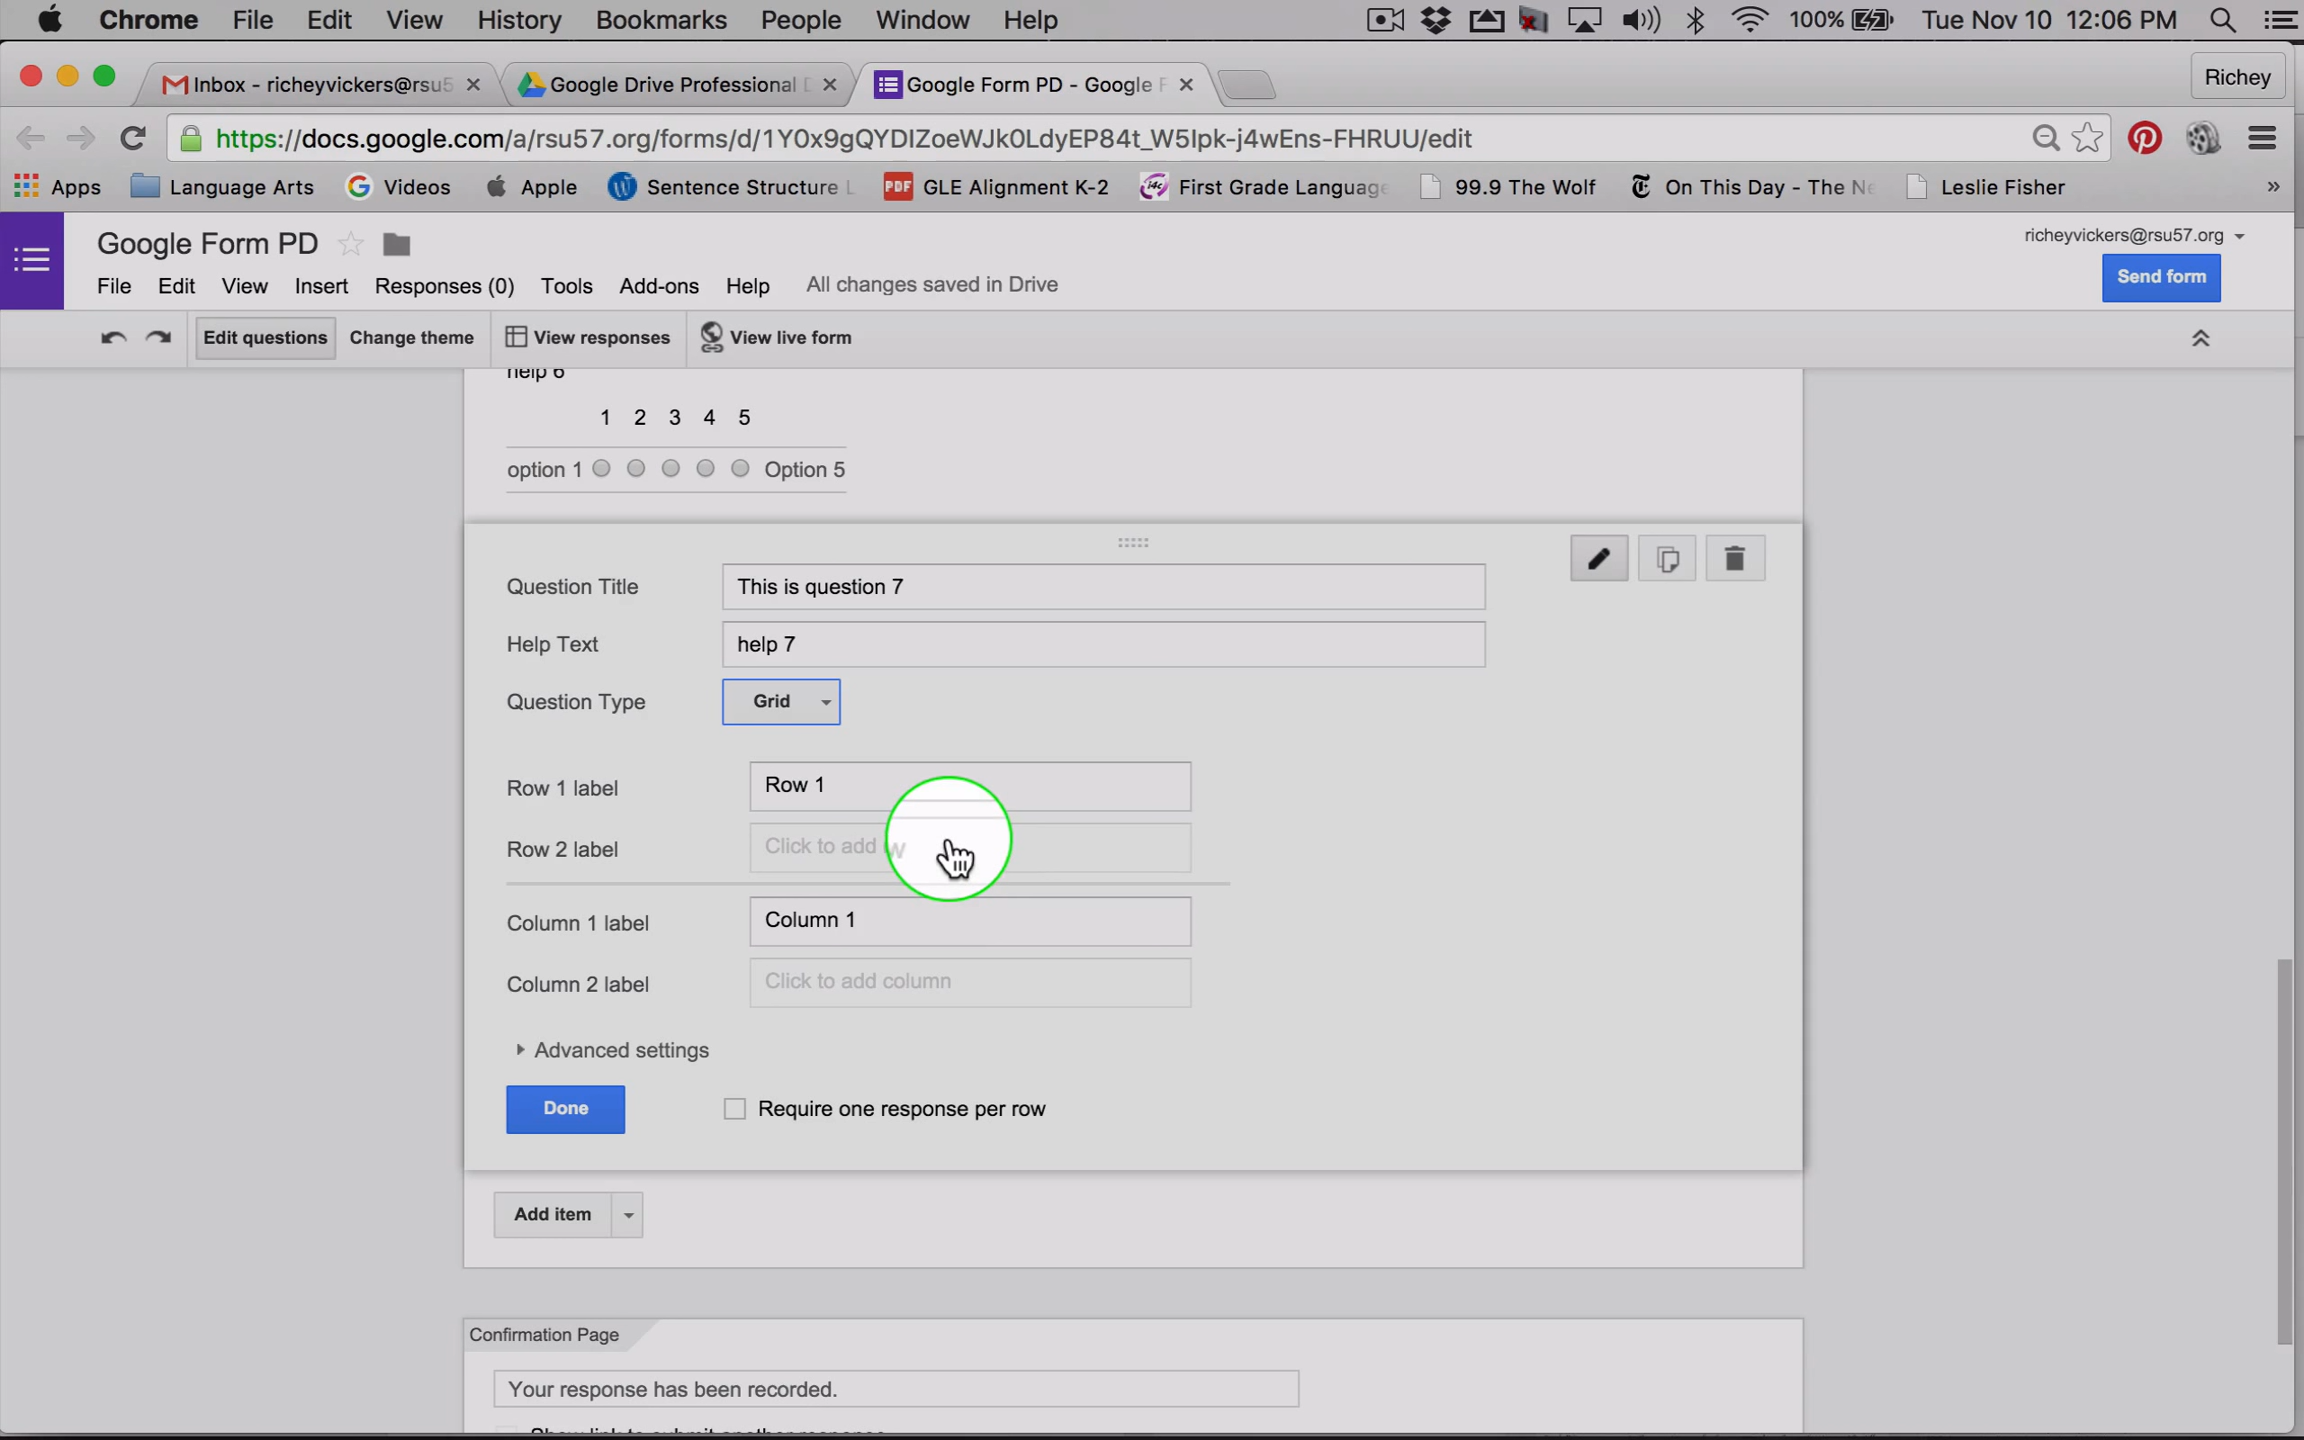 Chrome File Edit View History Bookmarks People Window Help 100% Tue Nov 10 12:06 PM
Inbox - richeyvickers@rsu5 Google Drive Professional Google Form PD - Google F Richey
https://docs.google.com/a/rsu57.org/forms/d/1Y0x9gQYDIZoeWJk0LdyEP84t_W5Ipk-j4wEns-FHRUU/edit
Apps Language Arts Videos Apple Sentence Structure GLE Alignment K-2 First Grade Language 99.9 The Wolf On This Day - The Ne Leslie Fisher »
Google Form PD richeyvickers@rsu57.org
File Edit View Insert Responses (0) Tools Add-ons Help All changes saved in Drive Send form
Edit questions Change theme View responses View live form
help 6
1 2 3 4 5
option 1 Option 5
Question Title This is question 7
Help Text help 7
Question Type Grid
Row 1 label Row 1
Row 2 label Click to add w
Column 1 label Column 1
Column 2 label Click to add column
Advanced settings
Done Require one response per row
Add item
Confirmation Page
Your response has been recorded.
Show link to submit another response